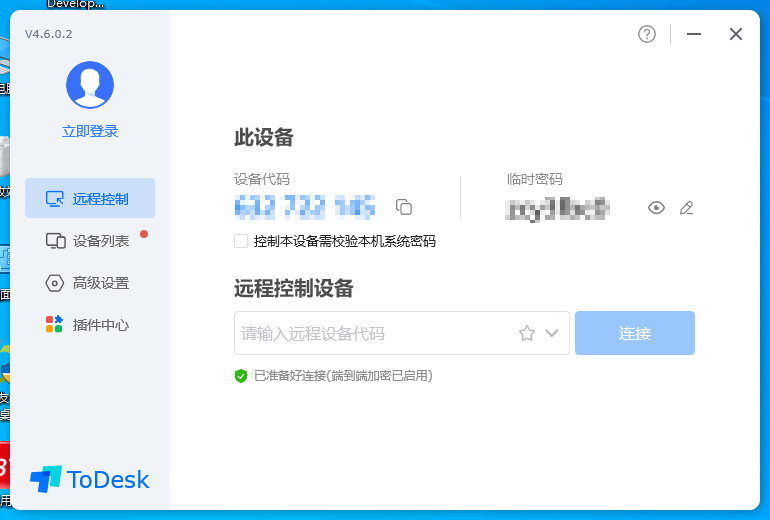 Develop...
V4.6.0.2
立即登录
远程控制
设备列表
高级设置
插件中心
ToDesk
此设备
设备代码
临时密码
控制本设备需校验本机系统密码
远程控制设备
请输入远程设备代码
连接
已准备好连接(端到端加密已启用)